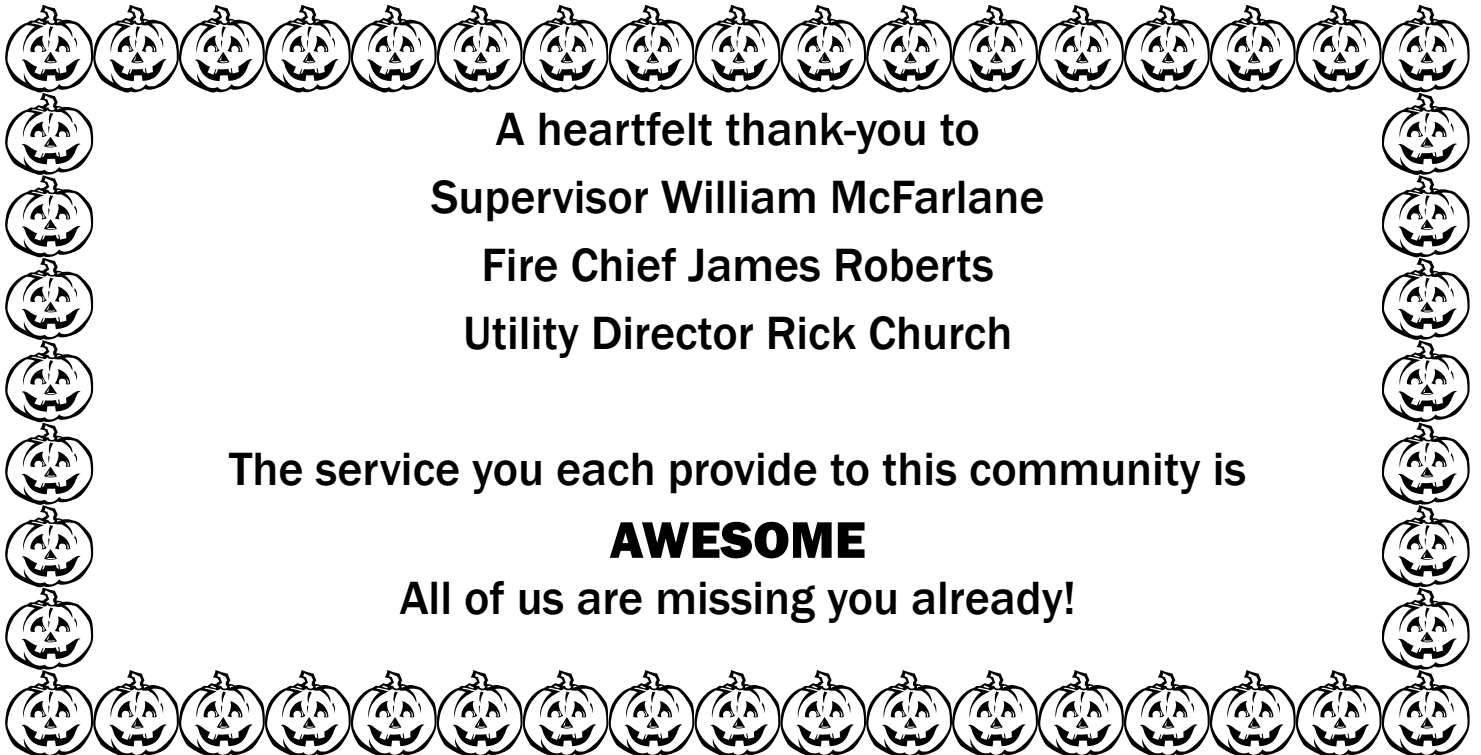 A heartfelt thank-you to
Supervisor William McFarlane
Fire Chief James Roberts
Utility Director Rick Church
The service you each provide to this community is
AWESOME
All of us are missing you already!